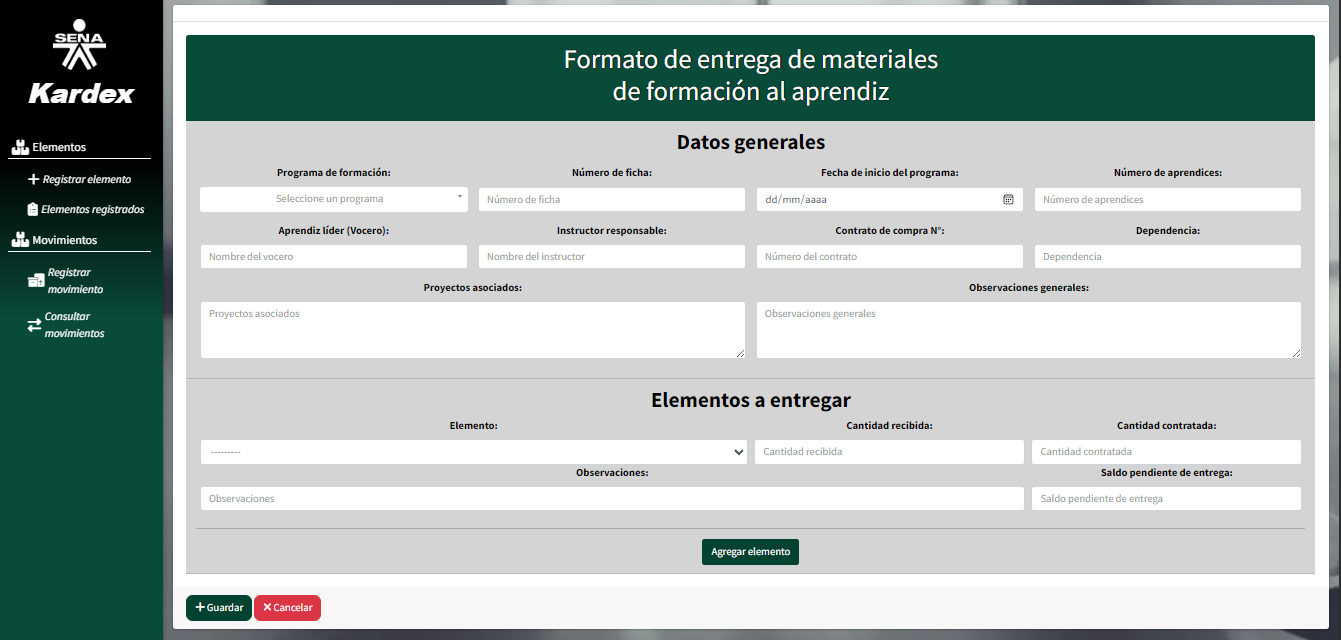 SENA
Kardex
Elementos
Registrar elemento
Elementos registrados
Movimientos
Registrar
movimiento
Consultar
movimientos
Formato de entrega de materiales
de formación al aprendiz
Datos generales
Programa de formación: Número de ficha: Fecha de inicio del programa: Número de aprendices:
Seleccione un programa Número de ficha dd/mm/aaaa Número de aprendices
Aprendiz líder (Vocero): Instructor responsable: Contrato de compra N°: Dependencia:
Nombre del vocero Nombre del instructor Número del contrato Dependencia
Proyectos asociados: Observaciones generales:
Proyectos asociados Observaciones generales
Elementos a entregar
Elemento: Cantidad recibida: Cantidad contratada:
--------- Cantidad recibida Cantidad contratada
Observaciones: Saldo pendiente de entrega:
Observaciones Saldo pendiente de entrega
Agregar elemento
+ Guardar × Cancelar